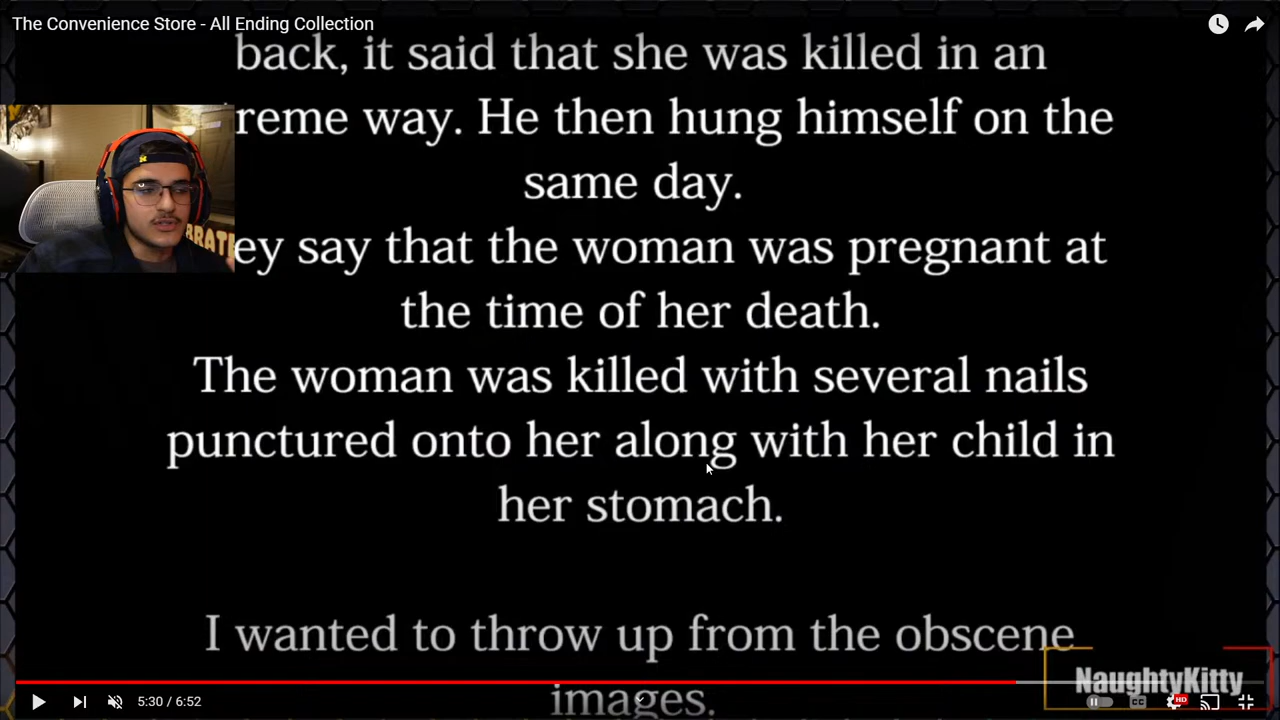 The Convenience Store - All Ending Collection
back, it said that she was killed in an
reme way. He then hung himself on the
same day.
ey say that the woman was pregnant at
the time of her death.
The woman was killed with several nails
punctured onto her along with her child in
her stomach.
I wanted to throw up from the obscene
images.
NaughtyKitty
5:30 / 6:52
HD